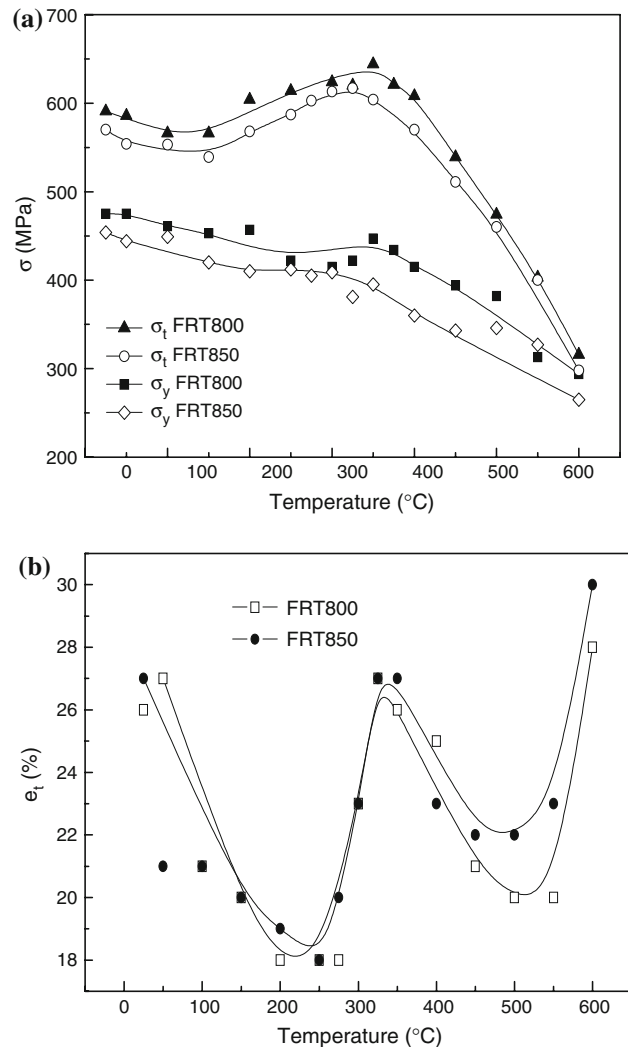 (a)
700
600
500
400
300
200
σ (MPa)
σt FRT800
σt FRT850
σy FRT800
σy FRT850
0 100 200 300 400 500 600
Temperature (°C)
(b)
30
28
26
24
22
20
18
et (%)
FRT800
FRT850
0 100 200 300 400 500 600
Temperature (°C)